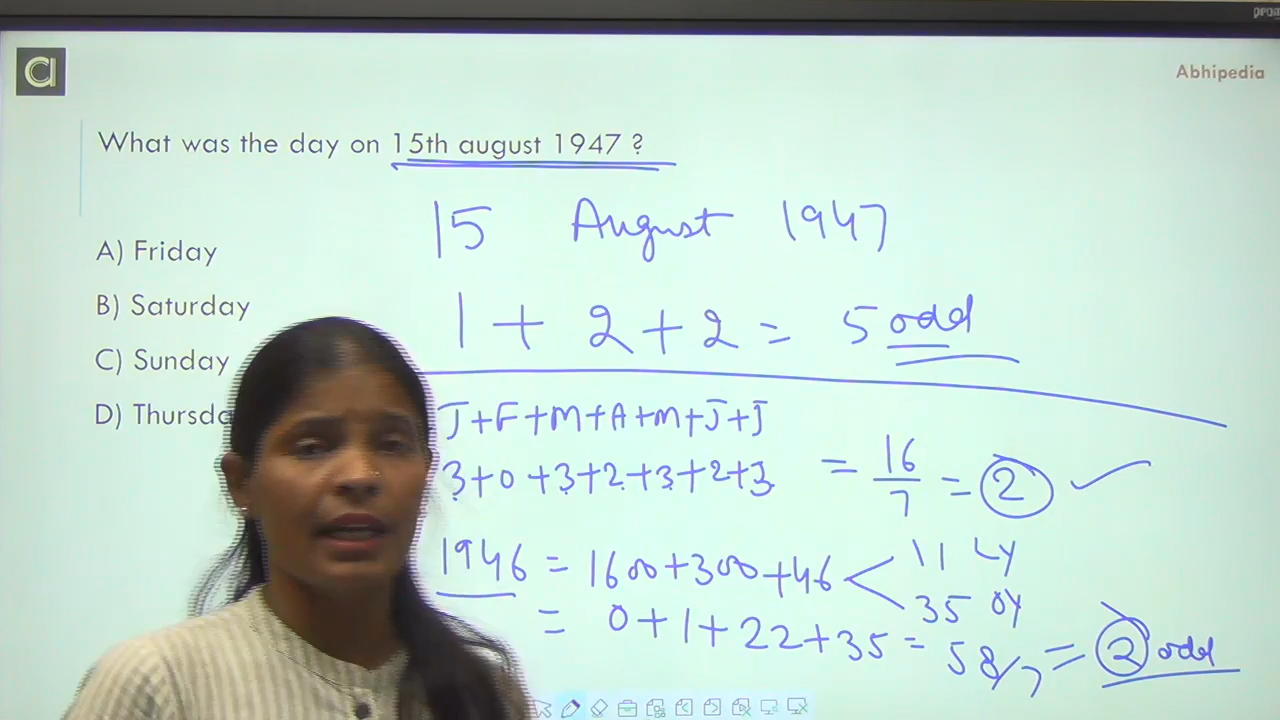 Abhipedia
What was the day on 15th august 1947 ?
15 August 1947
A) Friday
B) Saturday
1 + 2 + 2 = 5 odd
C) Sunday
D)
J+F+M+A+M+J+J
3+0+3+2+3+2+3 = 16/7 = 2 ✓
1946 = 1600+300+46 < 11 LY
35 OY
= 0+1+22+35 = 58/7 = 2 odd